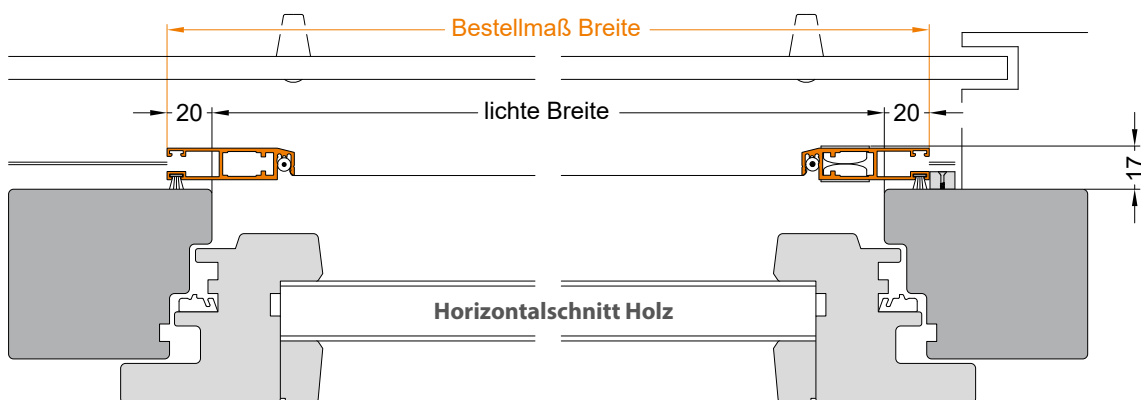 Bestellmaß Breite
20
lichte Breite
20
17
Horizontalschnitt Holz